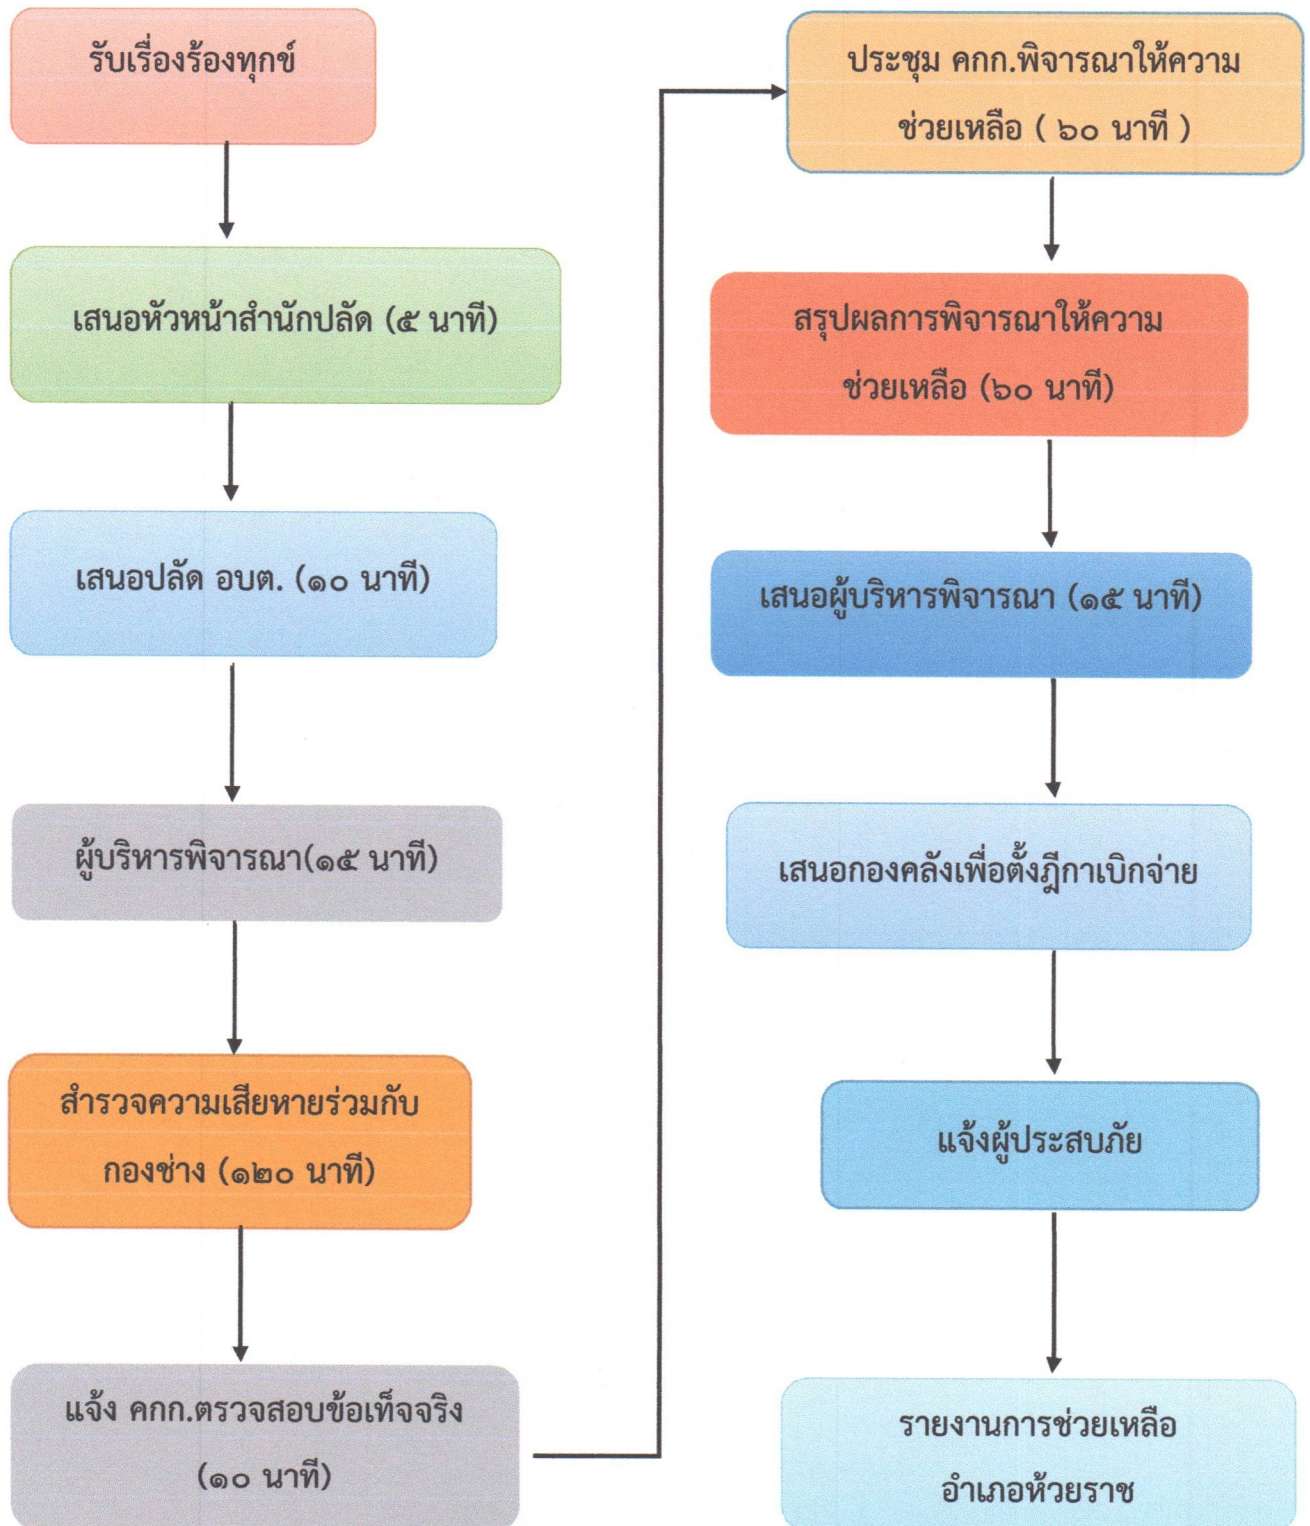 รับเรื่องร้องทุกข์
เสนอหัวหน้าสำนักปลัด (๕ นาที)
เสนอปลัด อบต. (๑๐ นาที)
ผู้บริหารพิจารณา(๑๕ นาที)
สำรวจความเสียหายร่วมกับ
กองช่าง (๑๒๐ นาที)
แจ้ง คกก.ตรวจสอบข้อเท็จจริง
(๑๐ นาที)
ประชุม คกก.พิจารณาให้ความ
ช่วยเหลือ ( ๖๐ นาที )
สรุปผลการพิจารณาให้ความ
ช่วยเหลือ (๖๐ นาที)
เสนอผู้บริหารพิจารณา (๑๕ นาที)
เสนอกองคลังเพื่อตั้งฎีกาเบิกจ่าย
แจ้งผู้ประสบภัย
รายงานการช่วยเหลือ
อำเภอห้วยราช